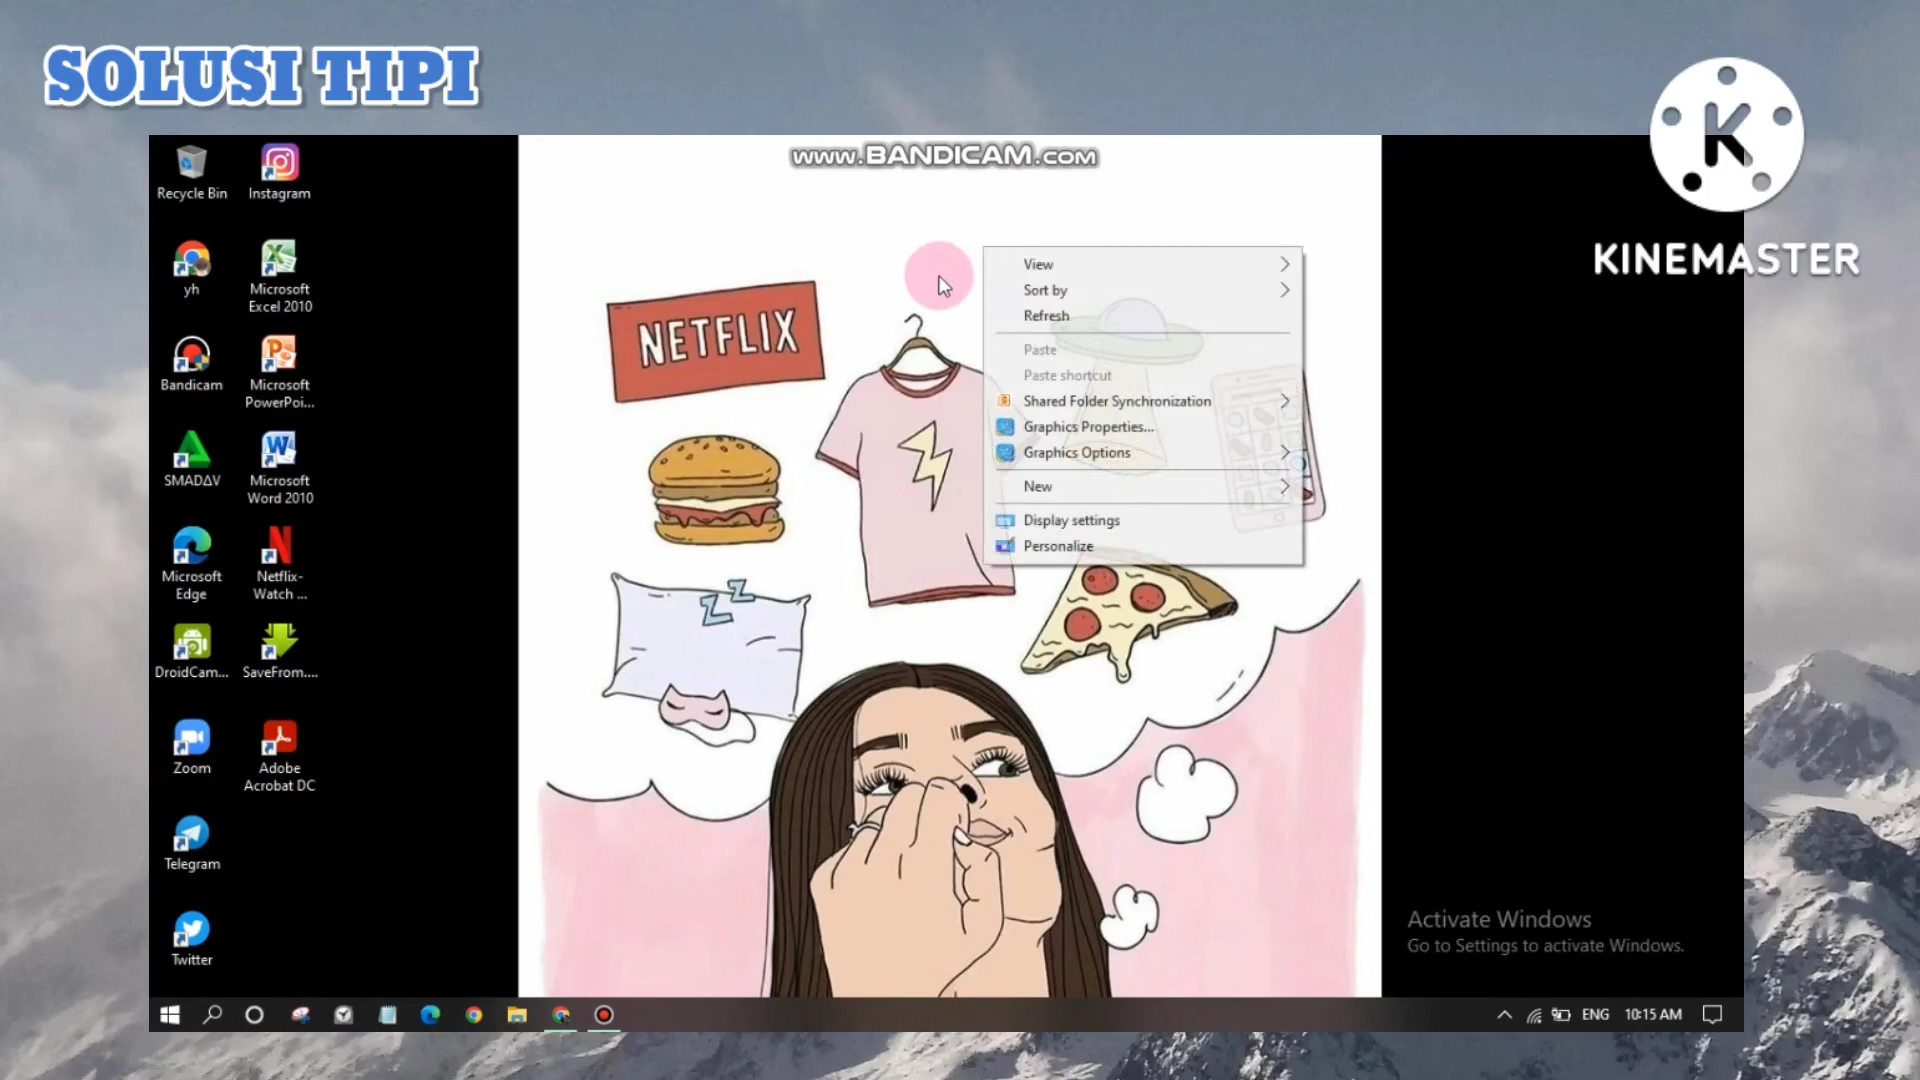 SOLUSI TIPI
K
KINEMASTER
www.BANDICAM.com
Recycle Bin
Instagram
yh
Microsoft
Excel 2010
Bandicam
Microsoft
PowerPoi...
SMADΔV
Microsoft
Word 2010
Microsoft
Edge
Netflix-
Watch ...
DroidCam...
SaveFrom....
Zoom
Adobe
Acrobat DC
Telegram
Twitter
NETFLIX
Z
Z
View
Sort by
Refresh
Paste
Paste shortcut
Shared Folder Synchronization
Graphics Properties...
Graphics Options
New
Display settings
Personalize
Activate Windows
Go to Settings to activate Windows.
ENG
10:15 AM